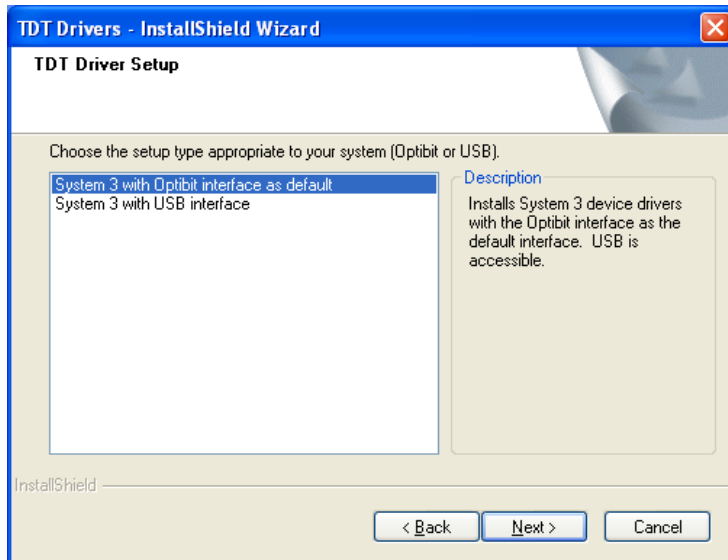 TDT Drivers - InstallShield Wizard
TDT Driver Setup
Choose the setup type appropriate to your system (Optibit or USB).
System 3 with Optibit interface as default
System 3 with USB interface
Description
Installs System 3 device drivers
with the Optibit interface as the
default interface. USB is
accessible.
InstallShield
< Back
Next >
Cancel